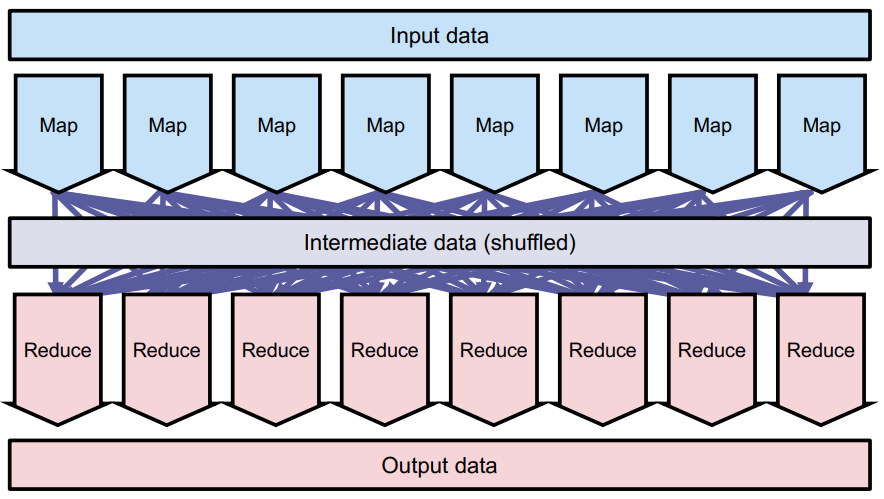 Input data
Map Map Map Map Map Map Map Map
Intermediate data (shuffled)
Reduce Reduce Reduce Reduce Reduce Reduce Reduce Reduce
Output data